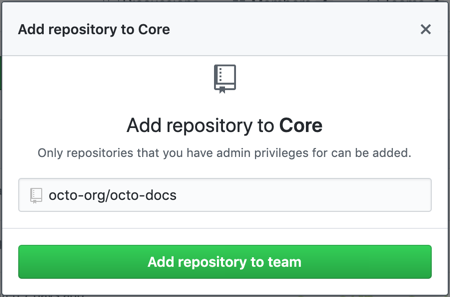 Add repository to Core
Add repository to Core
Only repositories that you have admin privileges for can be added.
octo-org/octo-docs
Add repository to team